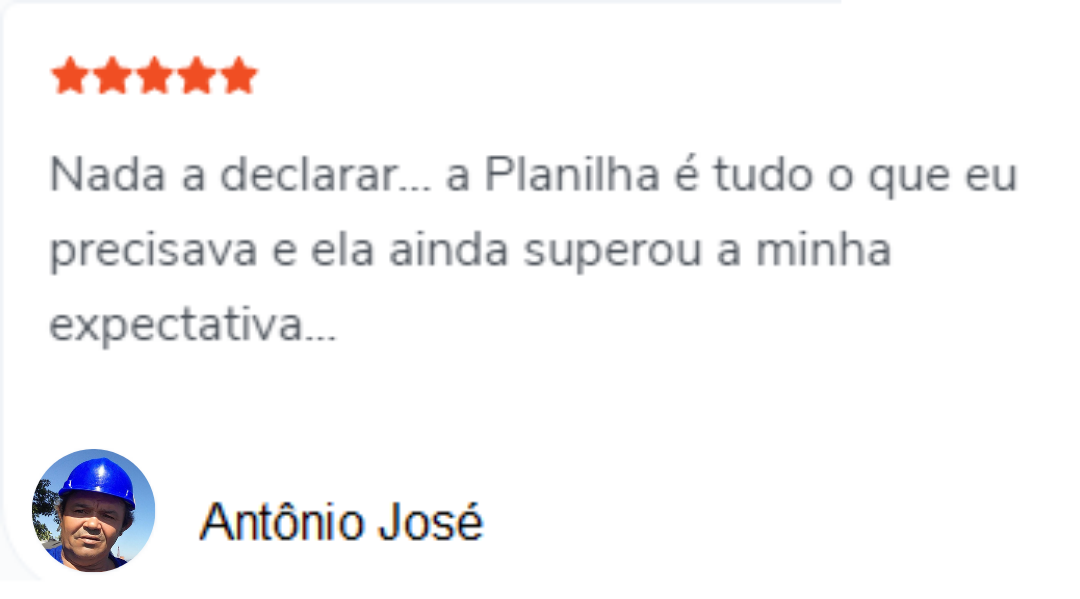 Nada a declarar... a Planilha é tudo o que eu
precisava e ela ainda superou a minha
expectativa...
Antônio José